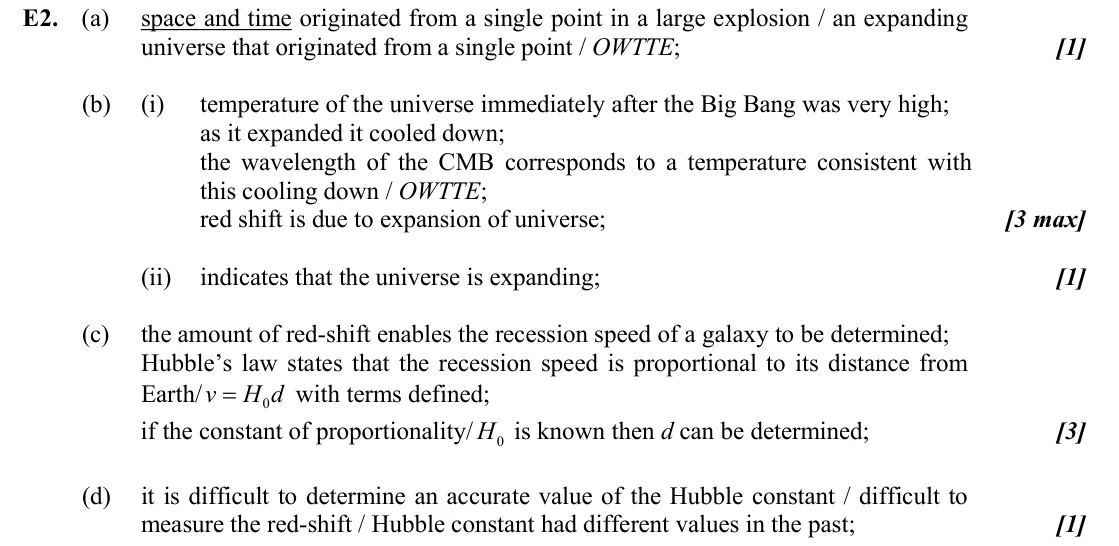 E2. (a) space and time originated from a single point in a large explosion / an expanding
universe that originated from a single point / OWTTE; [1]
(b) (i) temperature of the universe immediately after the Big Bang was very high;
as it expanded it cooled down;
the wavelength of the CMB corresponds to a temperature consistent with
this cooling down / OWTTE;
red shift is due to expansion of universe; [3 max]
(ii) indicates that the universe is expanding; [1]
(c) the amount of red-shift enables the recession speed of a galaxy to be determined;
Hubble's law states that the recession speed is proportional to its distance from
Earth/ v = H₀d with terms defined;
if the constant of proportionality/ H₀ is known then d can be determined; [3]
(d) it is difficult to determine an accurate value of the Hubble constant / difficult to
measure the red-shift / Hubble constant had different values in the past; [1]